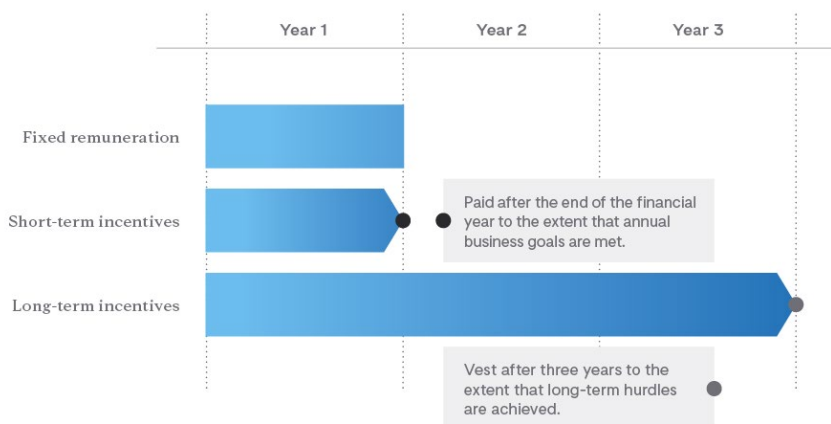 Year 1
Year 2
Year 3
Fixed remuneration
Short-term incentives
Paid after the end of the financial
year to the extent that annual
business goals are met.
Long-term incentives
Vest after three years to the
extent that long-term hurdles
are achieved.